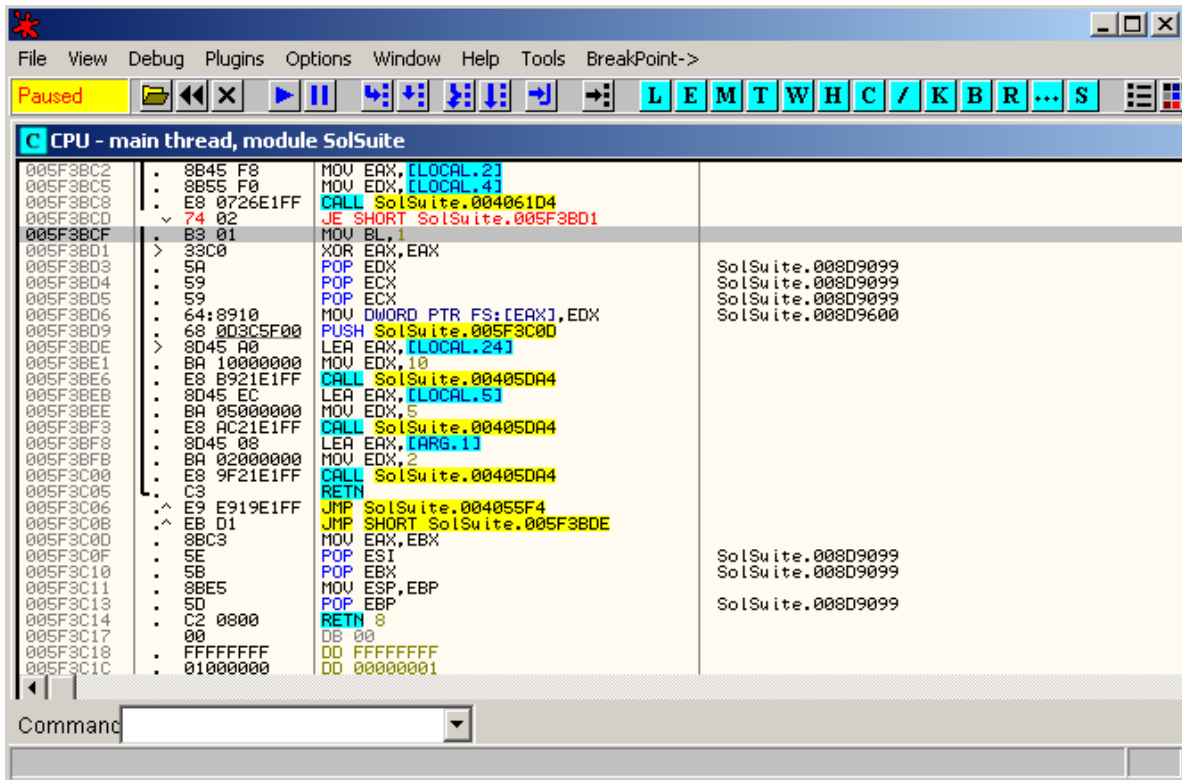 File View Debug Plugins Options Window Help Tools BreakPoint->
Paused L E M T W H C / K B R ... S
C CPU - main thread, module SolSuite
005F3BC2 . 8B45 F8 MOV EAX,[LOCAL.2]
005F3BC5 . 8B55 F0 MOV EDX,[LOCAL.4]
005F3BC8 . E8 0726E1FF CALL SolSuite.004061D4
005F3BCD 74 02 JE SHORT SolSuite.005F3BD1
005F3BCF . B3 01 MOV BL,1
005F3BD1 > 33C0 XOR EAX,EAX
005F3BD3 . 5A POP EDX SolSuite.008D9099
005F3BD4 . 59 POP ECX SolSuite.008D9099
005F3BD5 . 59 POP ECX SolSuite.008D9099
005F3BD6 . 64:8910 MOV DWORD PTR FS:[EAX],EDX SolSuite.008D9600
005F3BD9 . 68 0D3C5F00 PUSH SolSuite.005F3C0D
005F3BDE > 8D45 A0 LEA EAX,[LOCAL.24]
005F3BE1 . BA 10000000 MOV EDX,10
005F3BE6 . E8 B921E1FF CALL SolSuite.00405DA4
005F3BEB . 8D45 EC LEA EAX,[LOCAL.5]
005F3BEE . BA 05000000 MOV EDX,5
005F3BF3 . E8 AC21E1FF CALL SolSuite.00405DA4
005F3BF8 . 8D45 08 LEA EAX,[ARG.1]
005F3BFB . BA 02000000 MOV EDX,2
005F3C00 . E8 9F21E1FF CALL SolSuite.00405DA4
005F3C05 . C3 RETN
005F3C06 .^ E9 E919E1FF JMP SolSuite.004055F4
005F3C0B .^ EB D1 JMP SHORT SolSuite.005F3BDE
005F3C0D . 8BC3 MOV EAX,EBX
005F3C0F . 5E POP ESI SolSuite.008D9099
005F3C10 . 5B POP EBX SolSuite.008D9099
005F3C11 . 8BE5 MOV ESP,EBP
005F3C13 . 5D POP EBP SolSuite.008D9099
005F3C14 . C2 0800 RETN 8
005F3C17 00 DB 00
005F3C18 . FFFFFFFF DD FFFFFFFF
005F3C1C . 01000000 DD 00000001
Command